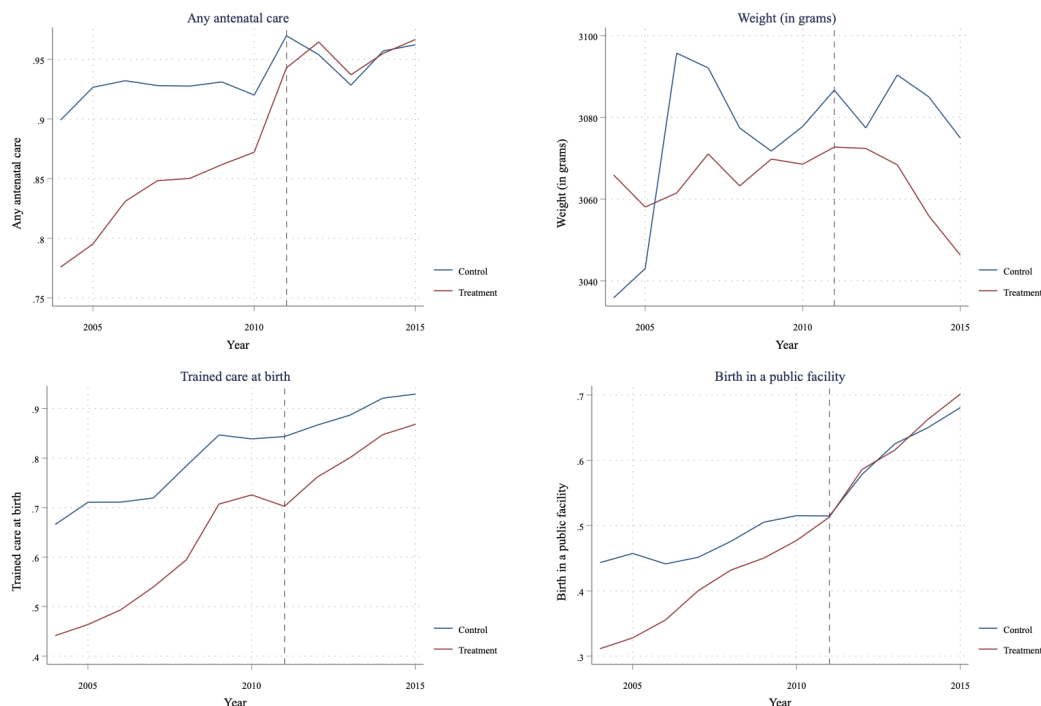 Any antenatal care
Any antenatal care
.95
.9
.85
.8
.75
2005
2010
2015
Year
Control
Treatment
Weight (in grams)
Weight (in grams)
3100
3080
3060
3040
2005
2010
2015
Year
Control
Treatment
Trained care at birth
Trained care at birth
.9
.8
.7
.6
.5
.4
2005
2010
2015
Year
Control
Treatment
Birth in a public facility
Birth in a public facility
.7
.6
.5
.4
.3
2005
2010
2015
Year
Control
Treatment